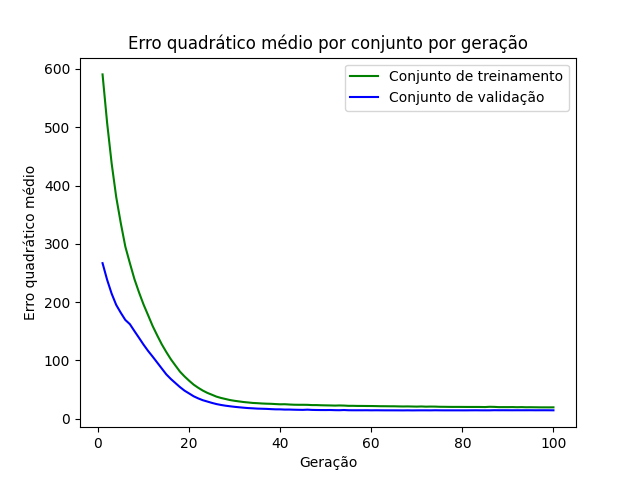 Erro quadrático médio por conjunto por geração
Conjunto de treinamento
Conjunto de validação
Erro quadrático médio
600
500
400
300
200
100
0
0 20 40 60 80 100
Geração